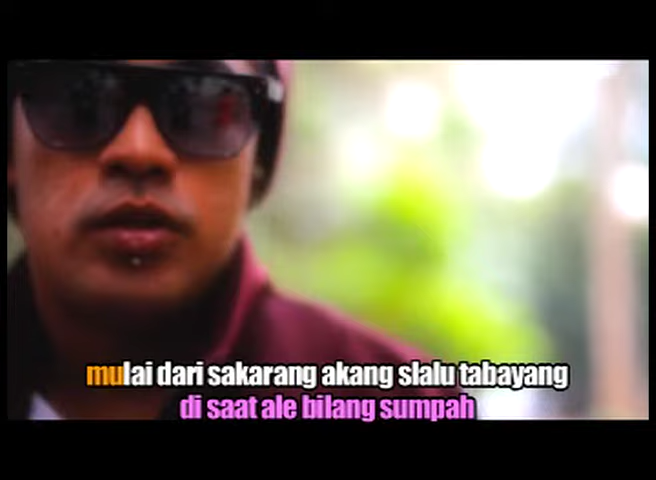 mulai dari sakarang akang slalu tabayang
di saat ale bilang sumpah